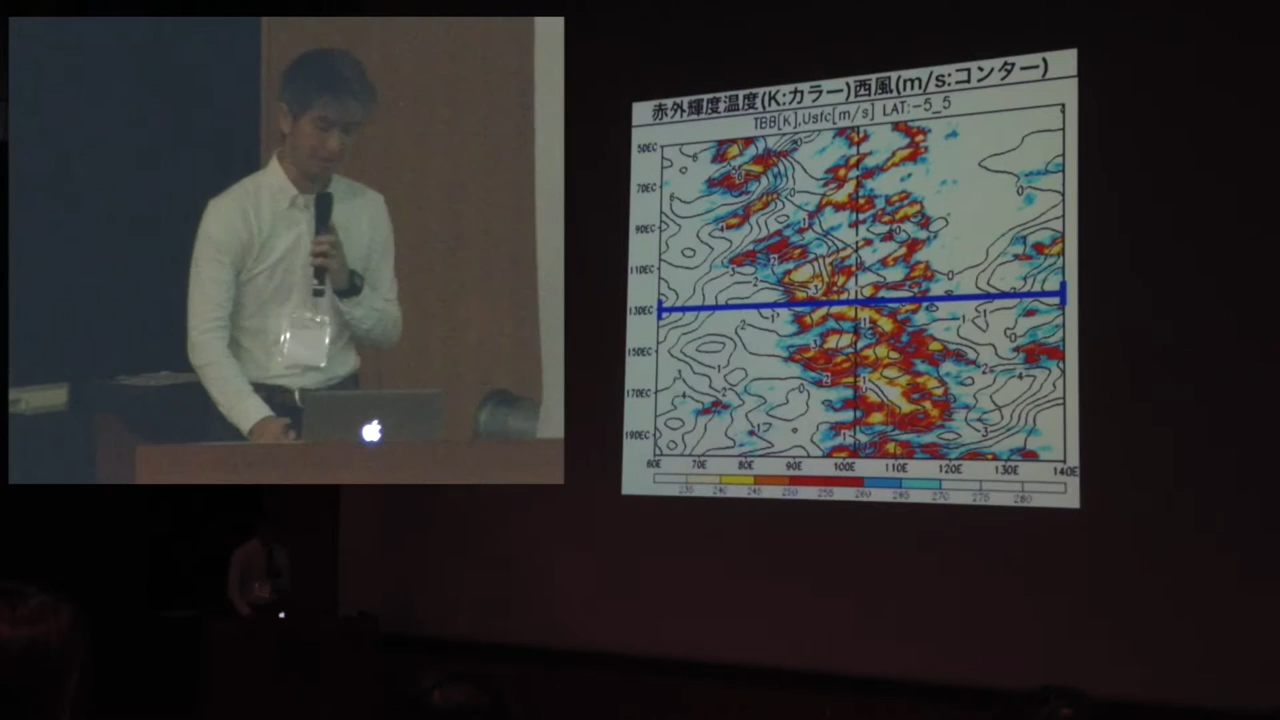 赤外輝度温度(K:カラー)西風(m/s:コンター)
TBB[K],Usfc[m/s] LAT:-5_5
5DEC
7DEC
9DEC
11DEC
13DEC
15DEC
17DEC
19DEC
60E 70E 80E 90E 100E 110E 120E 130E 140E
235 240 245 250 255 260 265 270 275 280